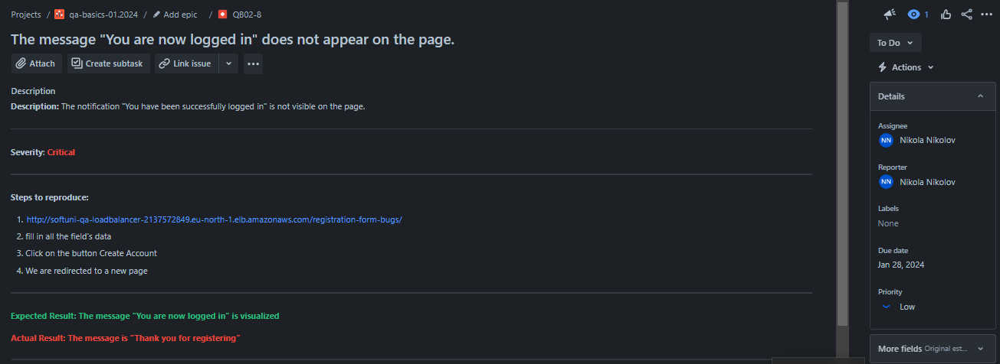 Projects / qa-basics-01.2024 / Add epic / QB02-8
1
The message "You are now logged in" does not appear on the page.
To Do
Attach Create subtask Link issue
Actions
Description
Description: The notification "You have been successfully logged in" is not visible on the page.
Details
Assignee
NN Nikola Nikolov
Severity: Critical
Reporter
NN Nikola Nikolov
Steps to reproduce:
1. http://softuni-qa-loadbalancer-2137572849.eu-north-1.elb.amazonaws.com/registration-form-bugs/
2. fill in all the field's data
3. Click on the button Create Account
4. We are redirected to a new page
Labels
None
Due date
Jan 28, 2024
Priority
Low
Expected Result: The message "You are now logged in" is visualized
Actual Result: The message is “Thank you for registering”
More fields Original est...